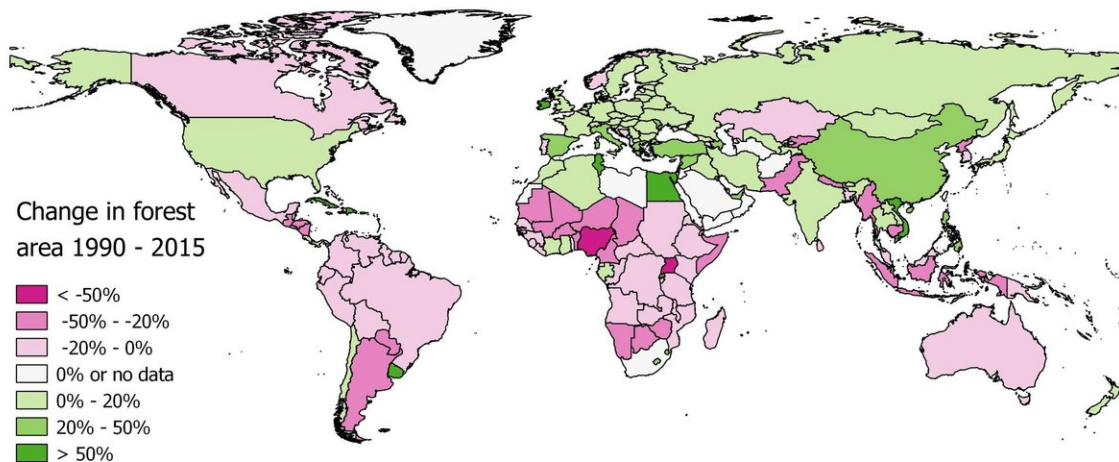 Change in forest
area 1990 - 2015
< -50%
-50% - -20%
-20% - 0%
0% or no data
0% - 20%
20% - 50%
> 50%